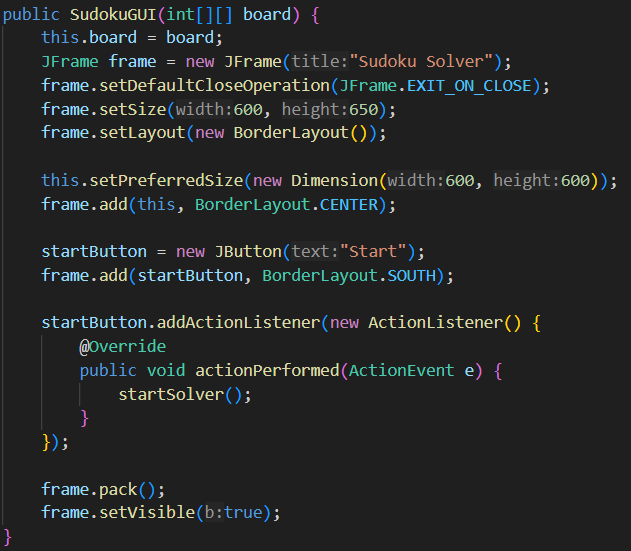 public SudokuGUI(int[][] board) {
    this.board = board;
    JFrame frame = new JFrame(title:"Sudoku Solver");
    frame.setDefaultCloseOperation(JFrame.EXIT_ON_CLOSE);
    frame.setSize(width:600, height:650);
    frame.setLayout(new BorderLayout());

    this.setPreferredSize(new Dimension(width:600, height:600));
    frame.add(this, BorderLayout.CENTER);

    startButton = new JButton(text:"Start");
    frame.add(startButton, BorderLayout.SOUTH);

    startButton.addActionListener(new ActionListener() {
        @Override
        public void actionPerformed(ActionEvent e) {
            startSolver();
        }
    });

    frame.pack();
    frame.setVisible(b:true);
}